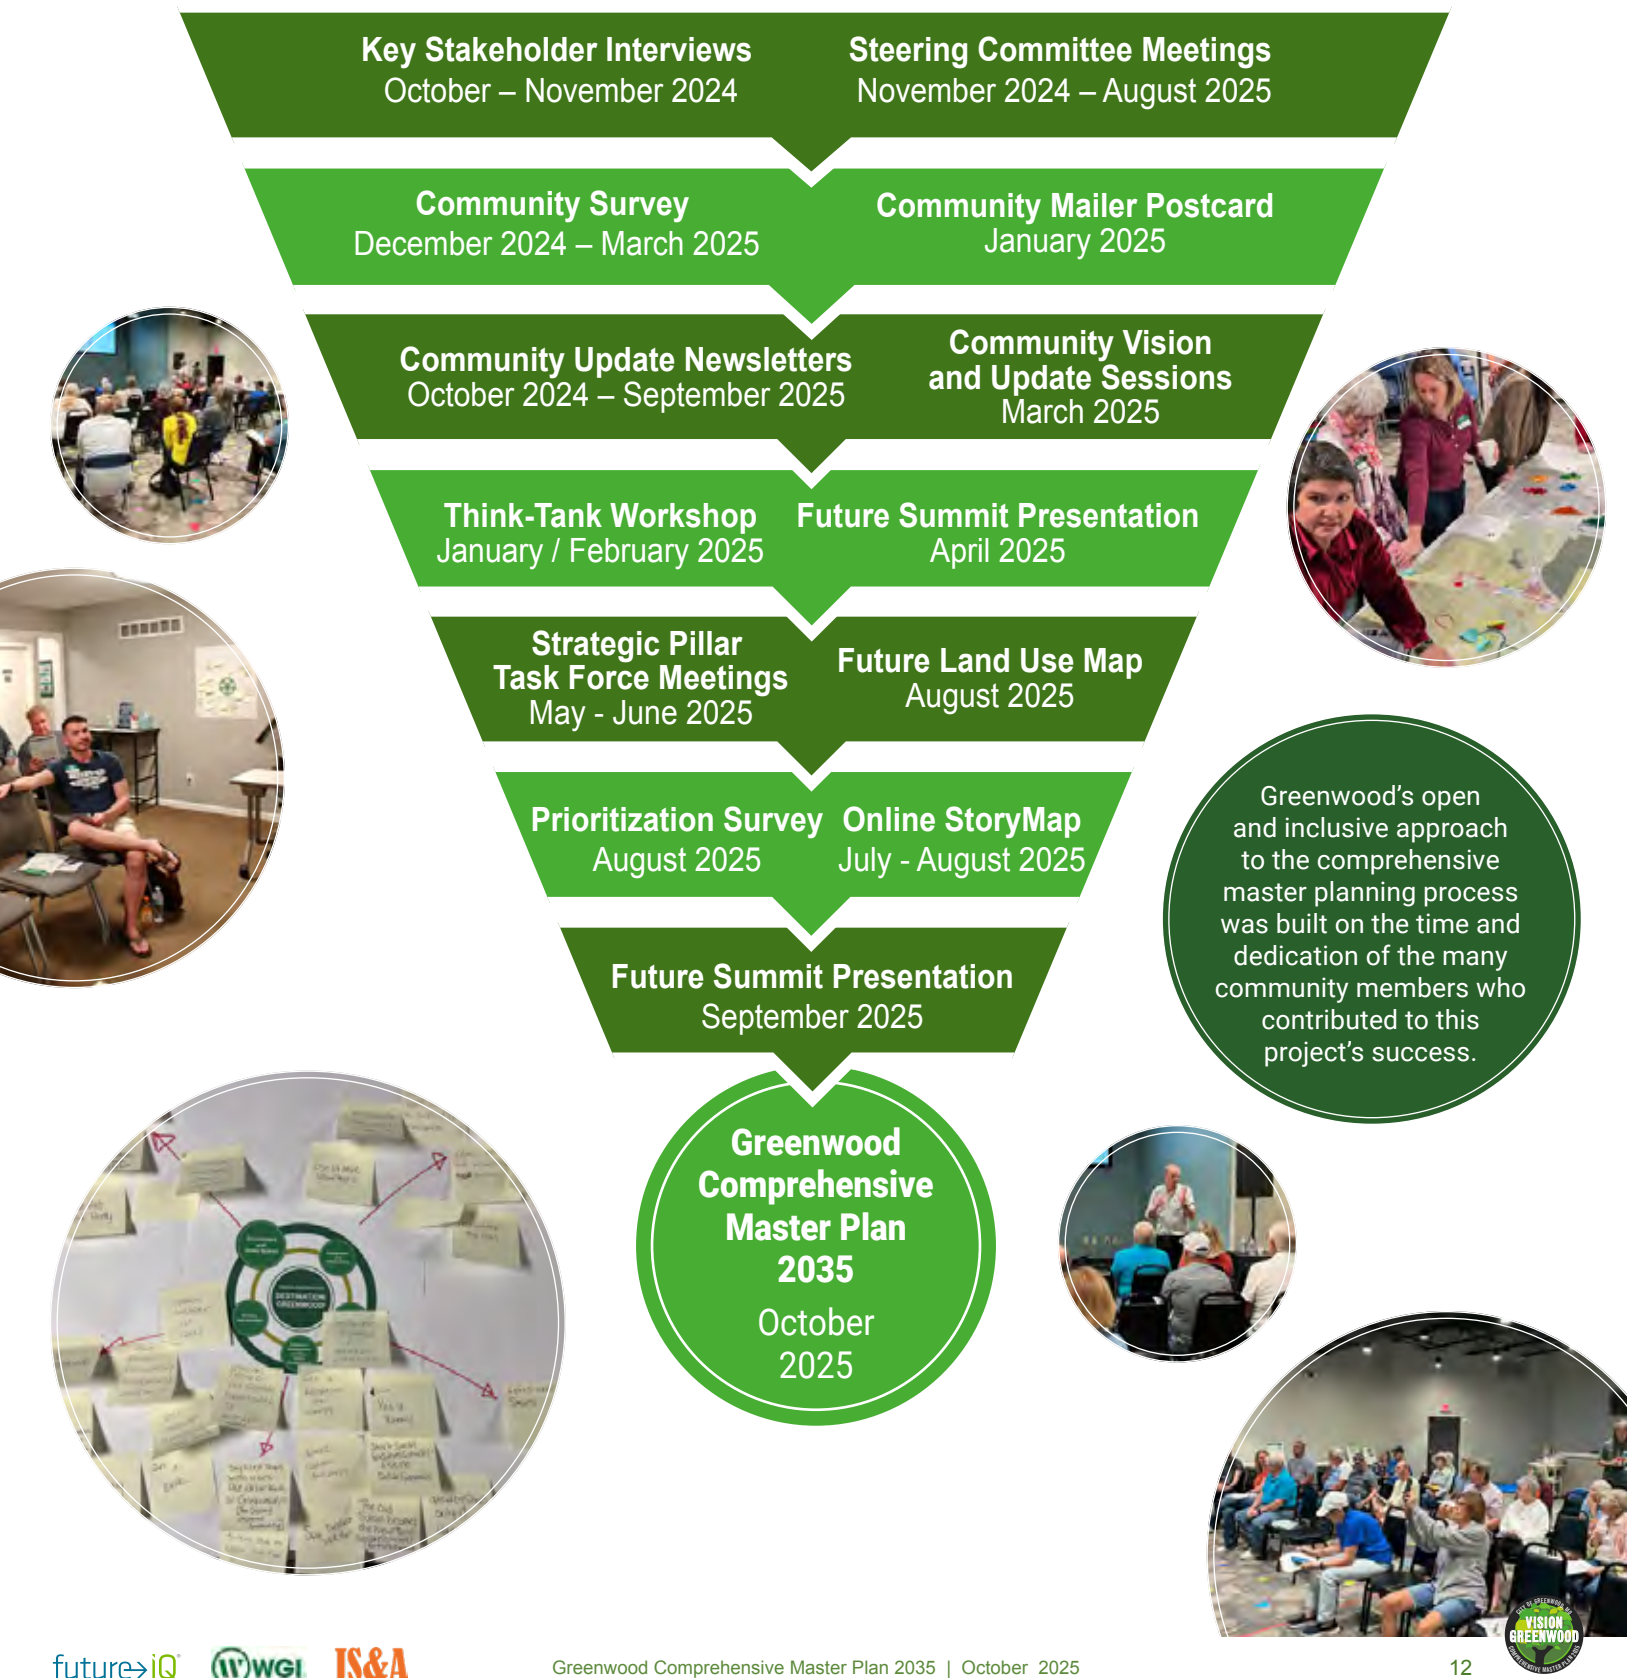 Key Stakeholder Interviews
October – November 2024
Steering Committee Meetings
November 2024 – August 2025
Community Survey
December 2024 – March 2025
Community Mailer Postcard
January 2025
Community Update Newsletters
October 2024 – September 2025
Community Vision
and Update Sessions
March 2025
Think-Tank Workshop
January / February 2025
Future Summit Presentation
April 2025
Strategic Pillar
Task Force Meetings
May - June 2025
Future Land Use Map
August 2025
Prioritization Survey
August 2025
Online StoryMap
July - August 2025
Future Summit Presentation
September 2025
Greenwood
Comprehensive
Master Plan
2035
October
2025
Greenwood’s open
and inclusive approach
to the comprehensive
master planning process
was built on the time and
dedication of the many
community members who
contributed to this
project’s success.
DESTINATION
GREENWOOD
future→iQ
WGI
IS&A
Greenwood Comprehensive Master Plan 2035 | October 2025
12
CITY OF GREENWOOD, MO
VISION
GREENWOOD